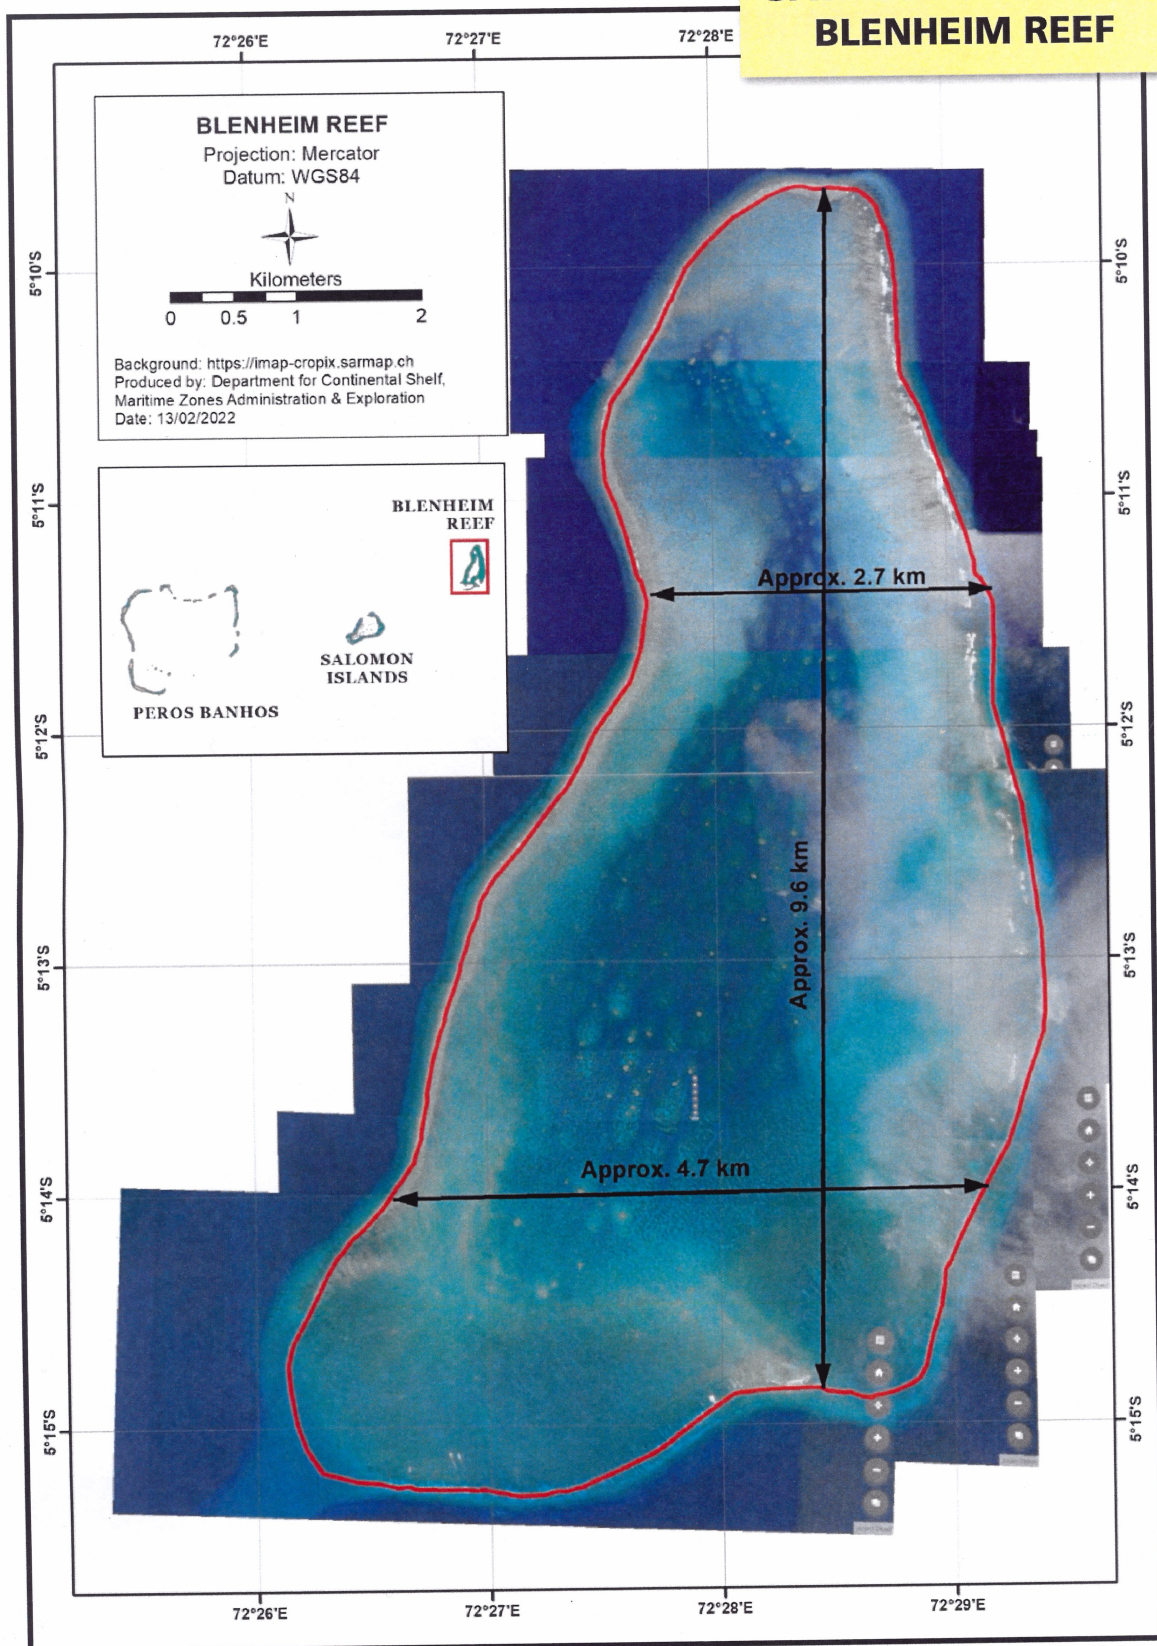 BLENHEIM REEF
72°26'E
72°27'E
72°28'E
BLENHEIM REEF
Projection: Mercator
Datum: WGS84
N
Kilometers
0 0.5 1 2
Background: https://imap-cropix.sarmap.ch
Produced by: Department for Continental Shelf,
Maritime Zones Administration & Exploration
Date: 13/02/2022
BLENHEIM
REEF
SALOMON
ISLANDS
PEROS BANHOS
5°10'S
5°11'S
5°12'S
5°13'S
5°14'S
5°15'S
Approx. 2.7 km
Approx. 9.6 km
Approx. 4.7 km
5°10'S
5°11'S
5°12'S
5°13'S
5°14'S
5°15'S
72°26'E
72°27'E
72°28'E
72°29'E